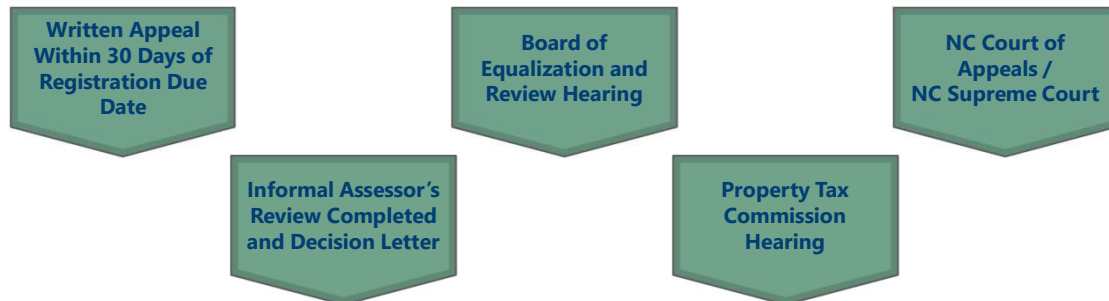 Written Appeal
Within 30 Days of
Registration Due
Date
Informal Assessor’s
Review Completed
and Decision Letter
Board of
Equalization and
Review Hearing
Property Tax
Commission
Hearing
NC Court of
Appeals /
NC Supreme Court